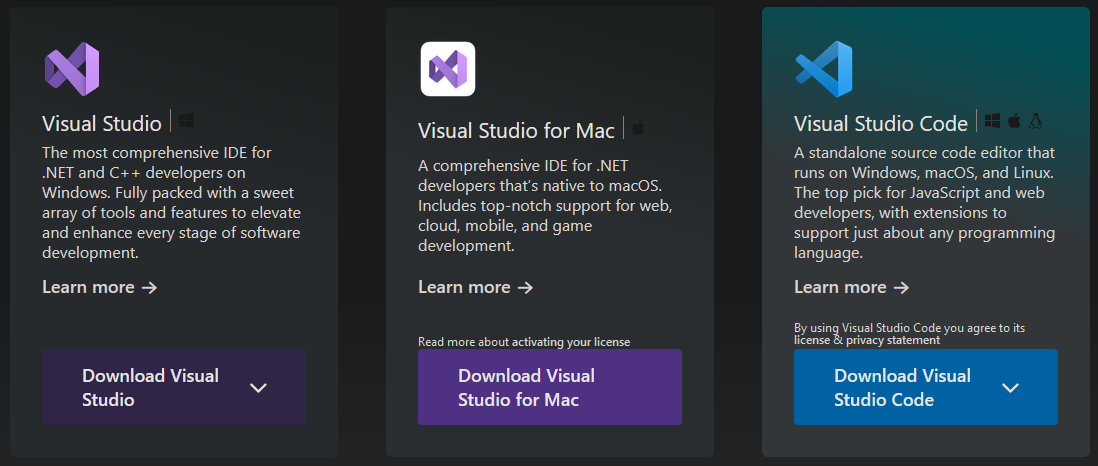 Visual Studio
The most comprehensive IDE for
.NET and C++ developers on
Windows. Fully packed with a sweet
array of tools and features to elevate
and enhance every stage of software
development.
Learn more →
Download Visual
Studio
Visual Studio for Mac
A comprehensive IDE for .NET
developers that’s native to macOS.
Includes top-notch support for web,
cloud, mobile, and game
development.
Learn more →
Read more about activating your license
Download Visual
Studio for Mac
Visual Studio Code
A standalone source code editor that
runs on Windows, macOS, and Linux.
The top pick for JavaScript and web
developers, with extensions to
support just about any programming
language.
Learn more →
By using Visual Studio Code you agree to its
license & privacy statement
Download Visual
Studio Code